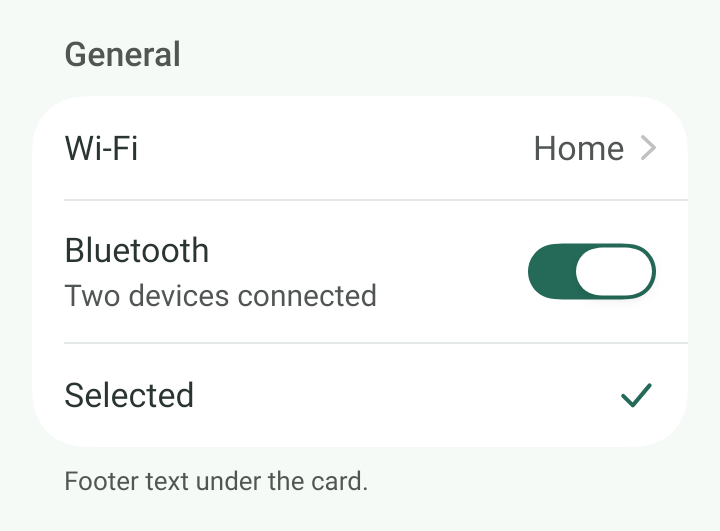 General
Wi-Fi Home
Bluetooth
Two devices connected
Selected
Footer text under the card.